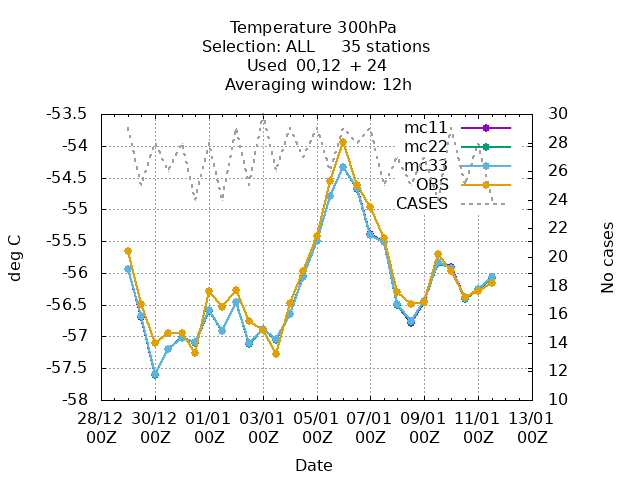 Temperature 300hPa
Selection: ALL 35 stations
Used 00,12 + 24
Averaging window: 12h
-53.5
-54
-54.5
-55
-55.5
-56
-56.5
-57
-57.5
-58
deg C
30
28
26
24
22
20
18
16
14
12
10
No cases
mc11
mc22
mc33
OBS
CASES
28/12 30/12 01/01 03/01 05/01 07/01 09/01 11/01 13/01
00Z 00Z 00Z 00Z 00Z 00Z 00Z 00Z 00Z
Date